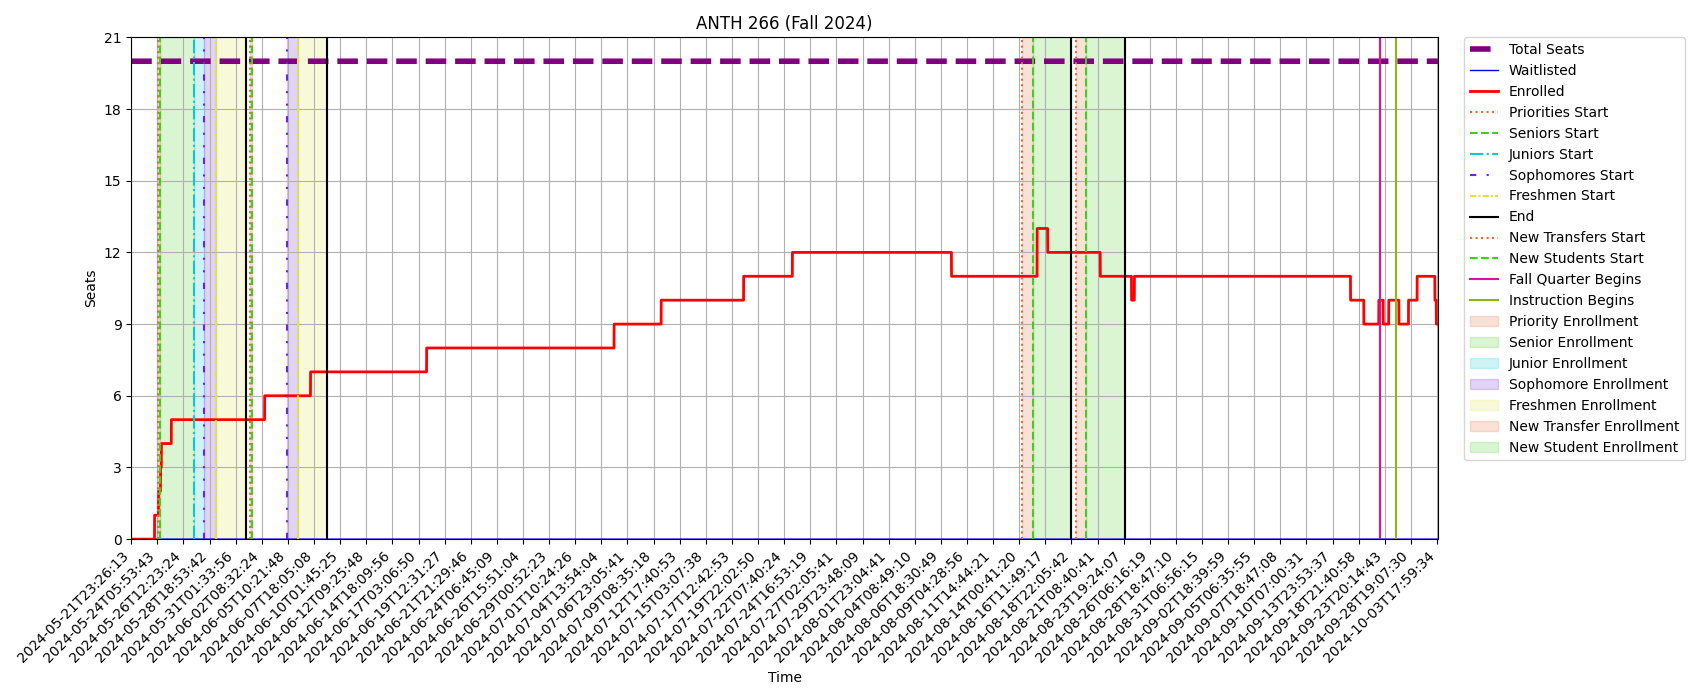 ANTH 266 (Fall 2024)
21
18
15
12
9
6
3
0
Seats
2024-05-21T23:26:13
2024-05-24T05:53:43
2024-05-26T12:23:24
2024-05-28T18:53:42
2024-05-31T01:33:56
2024-06-02T08:32:24
2024-06-05T10:21:48
2024-06-07T18:05:08
2024-06-10T01:45:25
2024-06-12T09:25:48
2024-06-14T18:09:56
2024-06-17T03:06:50
2024-06-19T12:31:27
2024-06-21T21:29:46
2024-06-24T06:45:09
2024-06-26T15:51:04
2024-06-29T00:52:23
2024-07-01T10:24:26
2024-07-04T13:54:04
2024-07-06T23:05:41
2024-07-09T08:35:18
2024-07-12T17:40:53
2024-07-15T03:07:38
2024-07-17T12:42:53
2024-07-19T22:02:50
2024-07-22T07:40:24
2024-07-24T16:53:19
2024-07-27T02:05:41
2024-07-29T23:48:09
2024-08-01T23:04:41
2024-08-04T08:49:10
2024-08-06T18:30:49
2024-08-09T04:28:56
2024-08-11T14:44:21
2024-08-14T00:41:20
2024-08-16T11:49:17
2024-08-18T22:05:42
2024-08-21T08:40:41
2024-08-23T19:24:07
2024-08-26T06:16:19
2024-08-28T18:47:10
2024-08-31T06:56:15
2024-09-02T18:39:59
2024-09-05T06:35:55
2024-09-07T18:47:08
2024-09-10T07:00:31
2024-09-13T23:53:37
2024-09-18T21:40:58
2024-09-23T20:14:43
2024-09-28T19:07:30
2024-10-03T17:59:34
Time
Total Seats
Waitlisted
Enrolled
Priorities Start
Seniors Start
Juniors Start
Sophomores Start
Freshmen Start
End
New Transfers Start
New Students Start
Fall Quarter Begins
Instruction Begins
Priority Enrollment
Senior Enrollment
Junior Enrollment
Sophomore Enrollment
Freshmen Enrollment
New Transfer Enrollment
New Student Enrollment